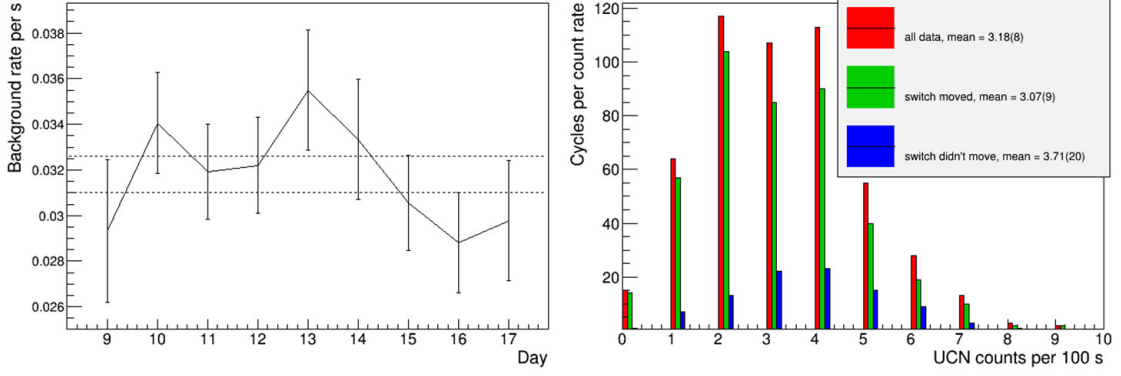 Background rate per s
0.038
0.036
0.034
0.032
0.03
0.028
0.026
9 10 11 12 13 14 15 16 17
Day
Cycles per count rate
120
100
80
60
40
20
0 1 2 3 4 5 6 7 8 9 10
UCN counts per 100 s
all data, mean = 3.18(8)
switch moved, mean = 3.07(9)
switch didn't move, mean = 3.71(20)